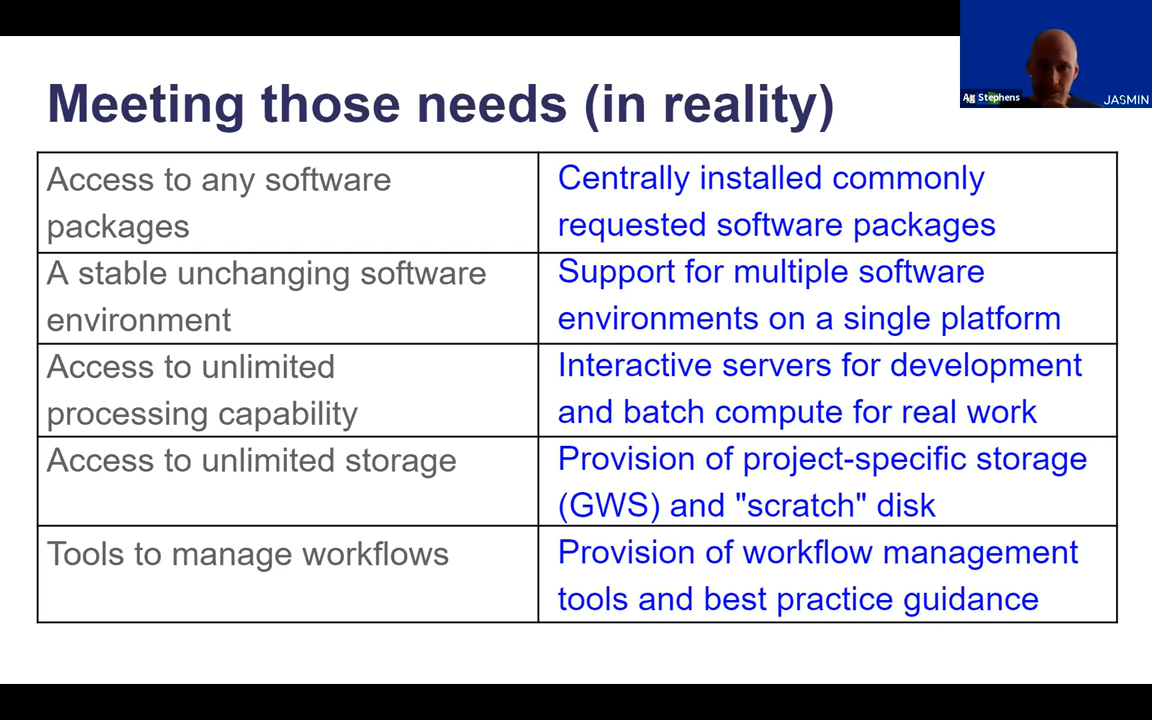 Meeting those needs (in reality)
Ag Stephens
JASMIN
Access to any software
packages
Centrally installed commonly
requested software packages
A stable unchanging software
environment
Support for multiple software
environments on a single platform
Access to unlimited
processing capability
Interactive servers for development
and batch compute for real work
Access to unlimited storage
Provision of project-specific storage
(GWS) and "scratch" disk
Tools to manage workflows
Provision of workflow management
tools and best practice guidance